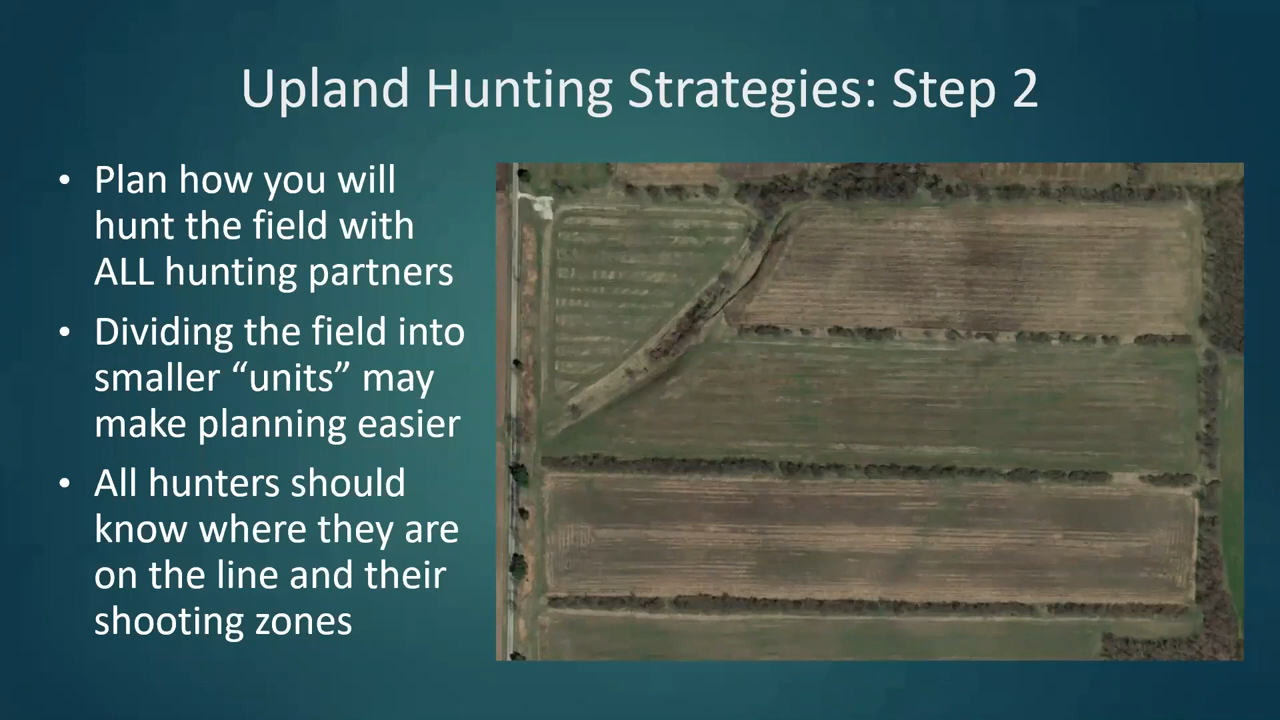 Upland Hunting Strategies: Step 2
• Plan how you will
hunt the field with
ALL hunting partners
• Dividing the field into
smaller “units” may
make planning easier
• All hunters should
know where they are
on the line and their
shooting zones